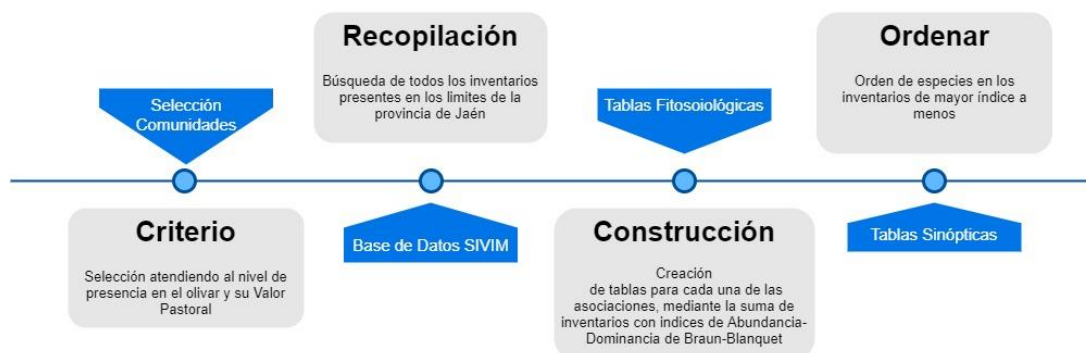 Selección
Comunidades
Criterio
Selección atendiendo al nivel de
presencia en el olivar y su Valor
Pastoral
Recopilación
Búsqueda de todos los inventarios
presentes en los limites de la
provincia de Jaén
Base de Datos SIVIM
Tablas Fitosoiológicas
Construcción
Creación
de tablas para cada una de las
asociaciones, mediante la suma de
inventarios con indices de Abundancia-
Dominancia de Braun-Blanquet
Ordenar
Orden de especies en los
inventarios de mayor índice a
menos
Tablas Sinópticas